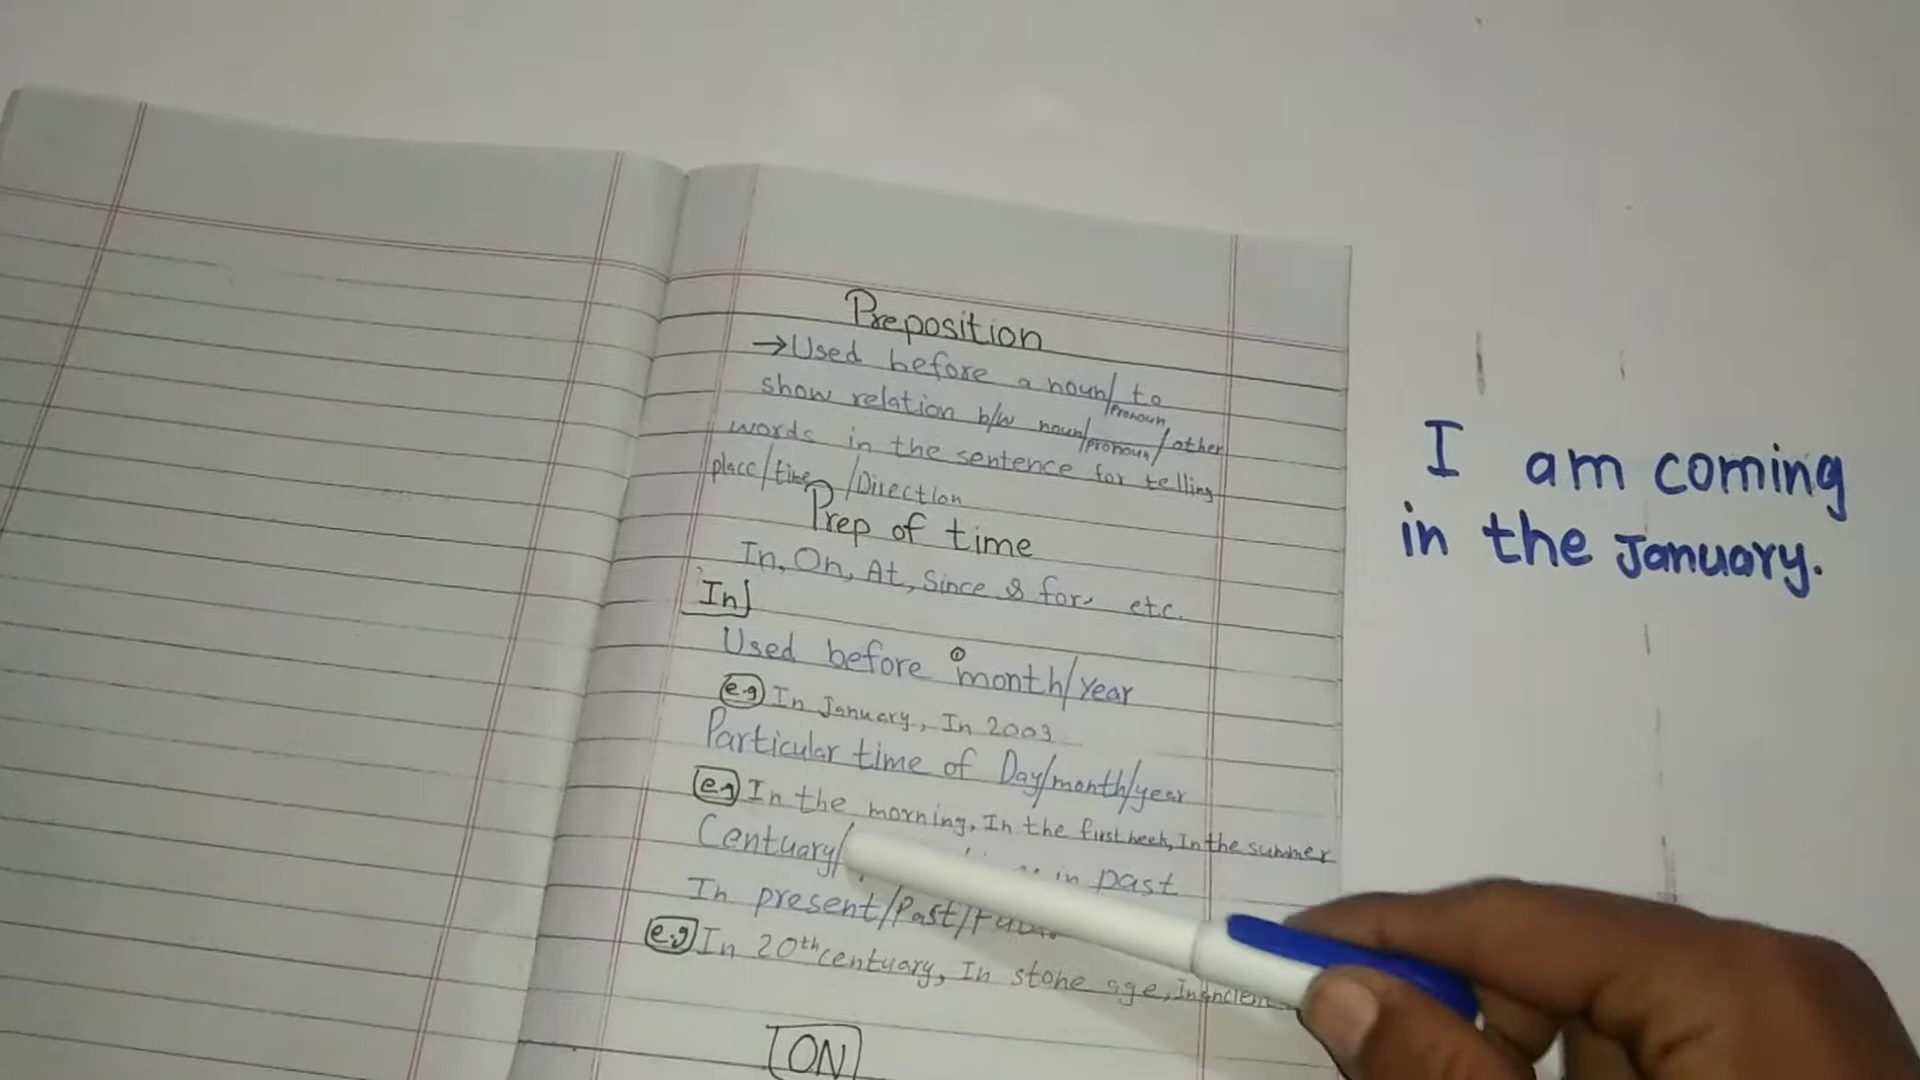 Preposition
→Used before a noun/pronoun to
show relation b/w noun/pronoun/other
words in the sentence for telling
place/time/Direction
Prep of time
In, On, At, Since & for, etc.
In
Used before ① month/year
e.g In January, In 2003
Particular time of Day/month/year
e.g In the morning, In the first week, In the summer
Centuary/ in past
In present/Past/
e.g In 20th centuary, In stone age, In
ON
I am coming
in the January.